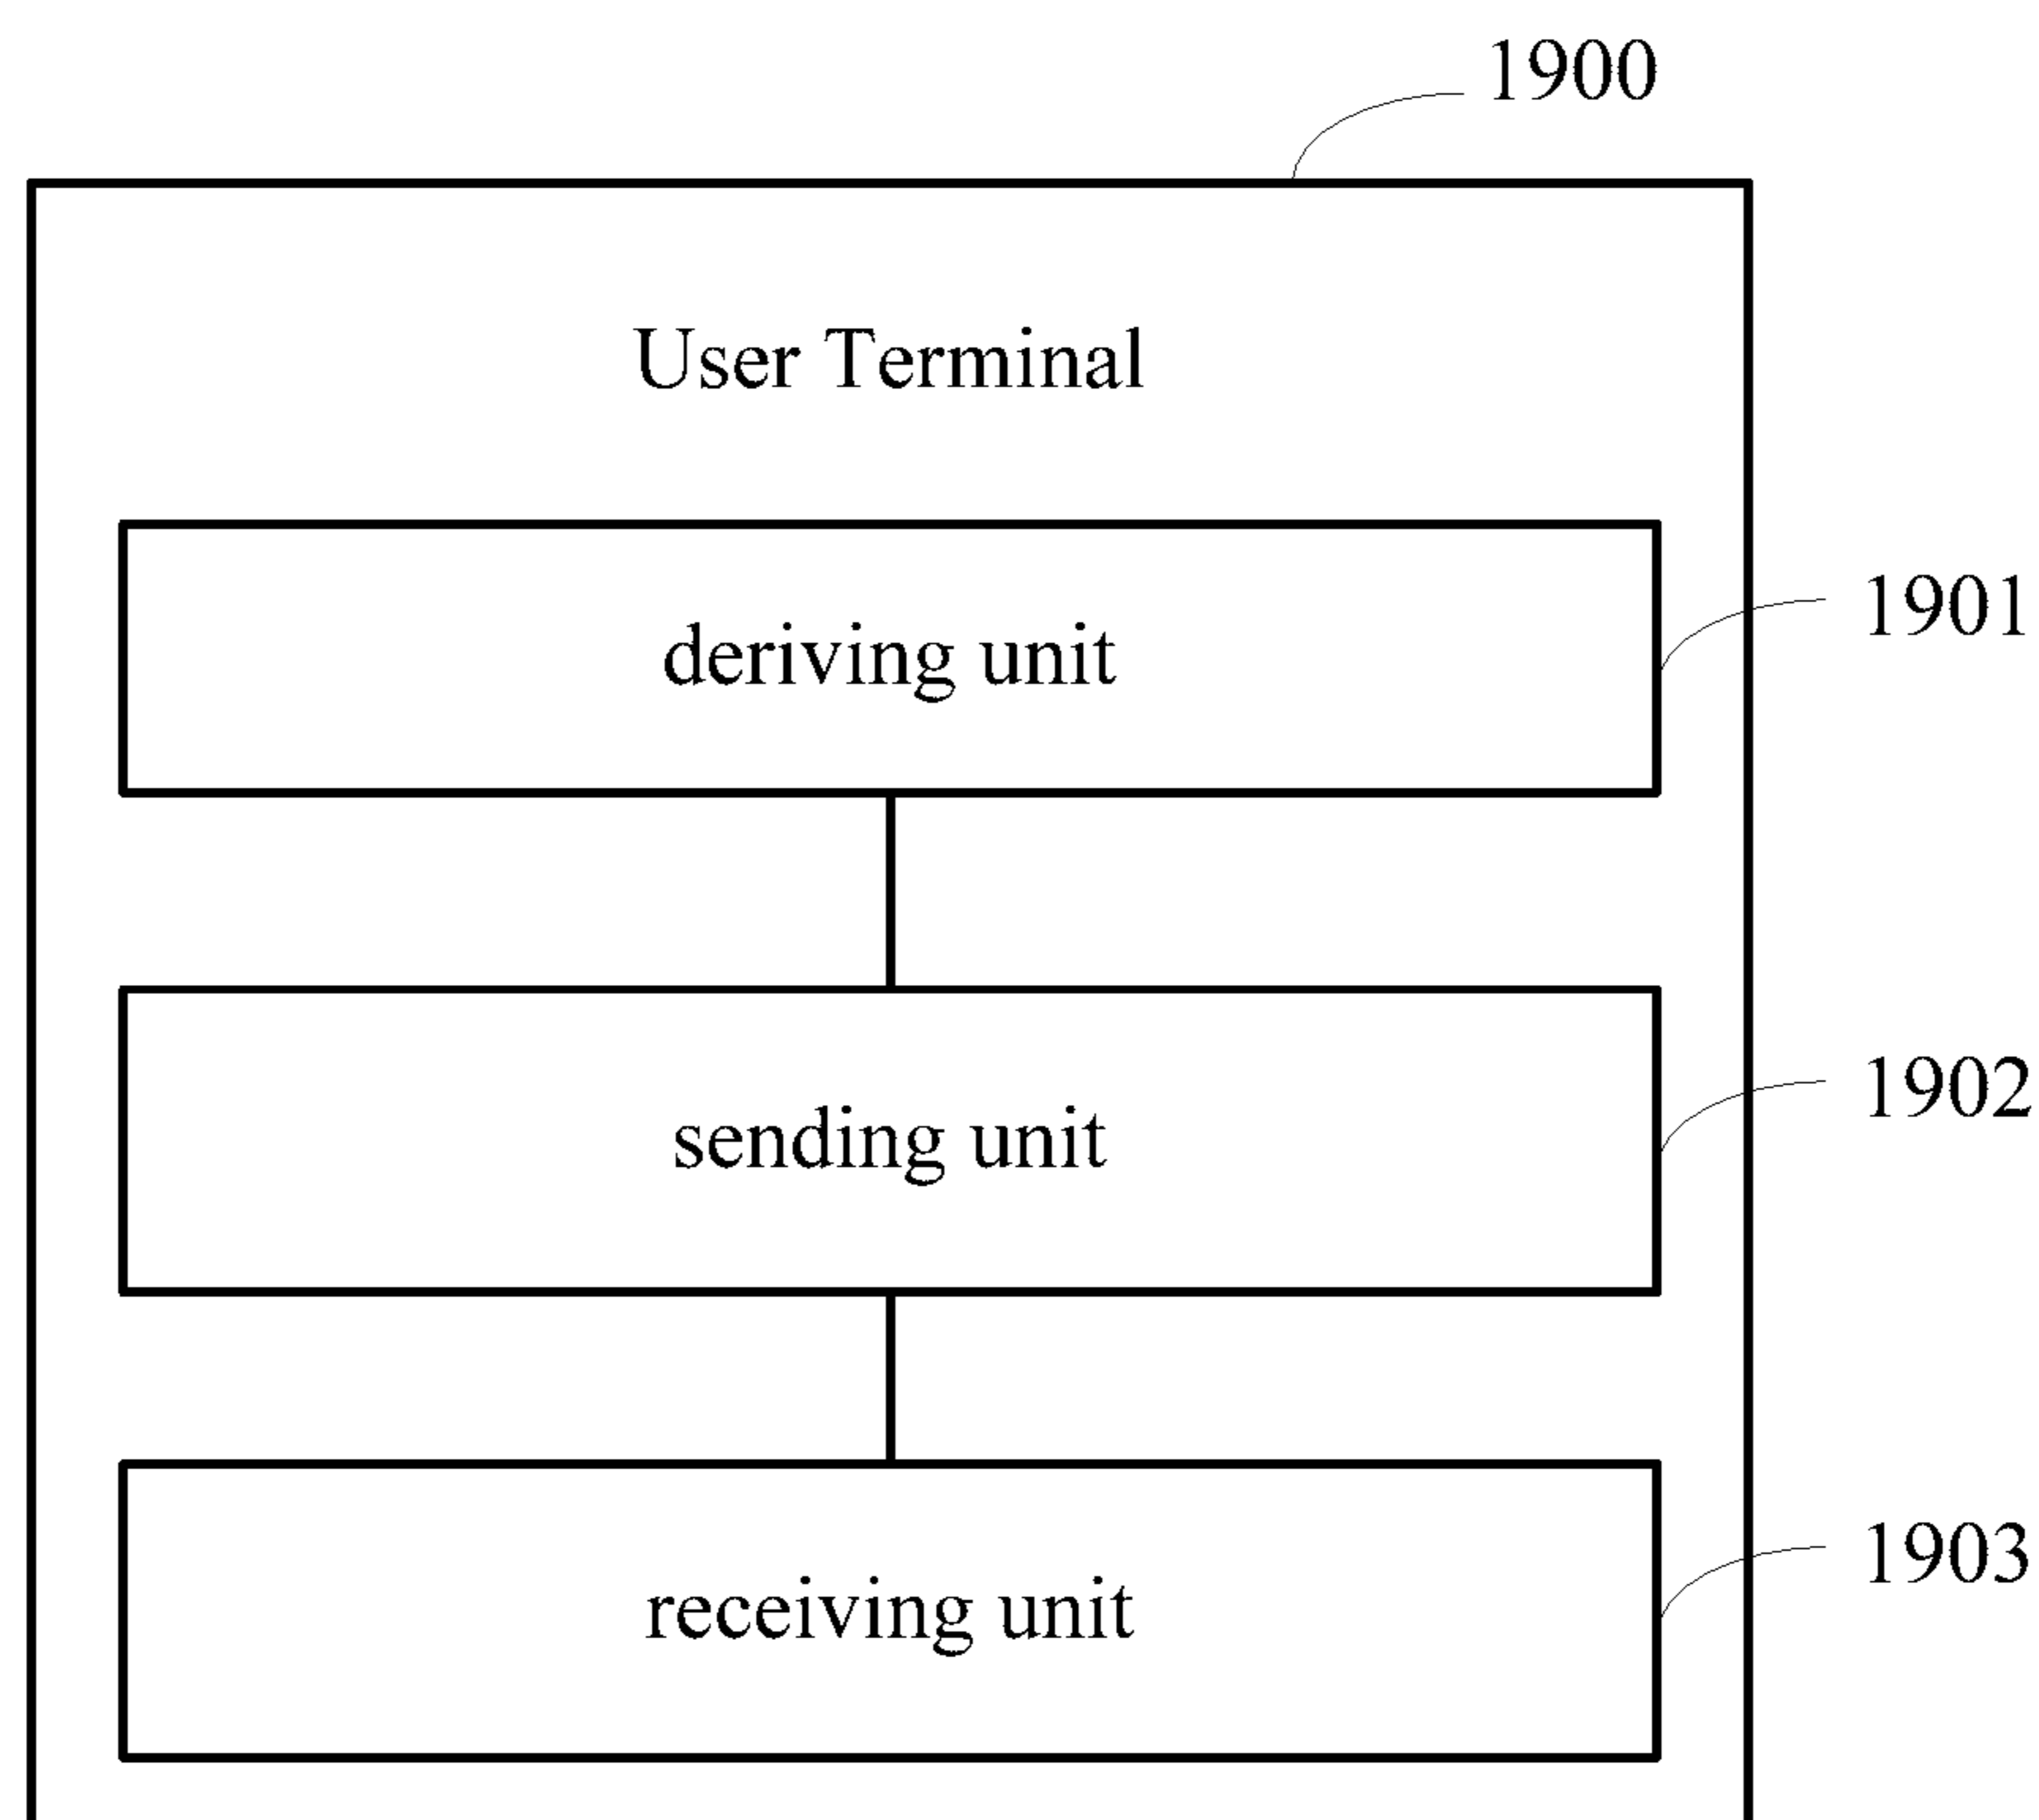 1900
User Terminal
deriving unit
1901
sending unit
1902
receiving unit
1903